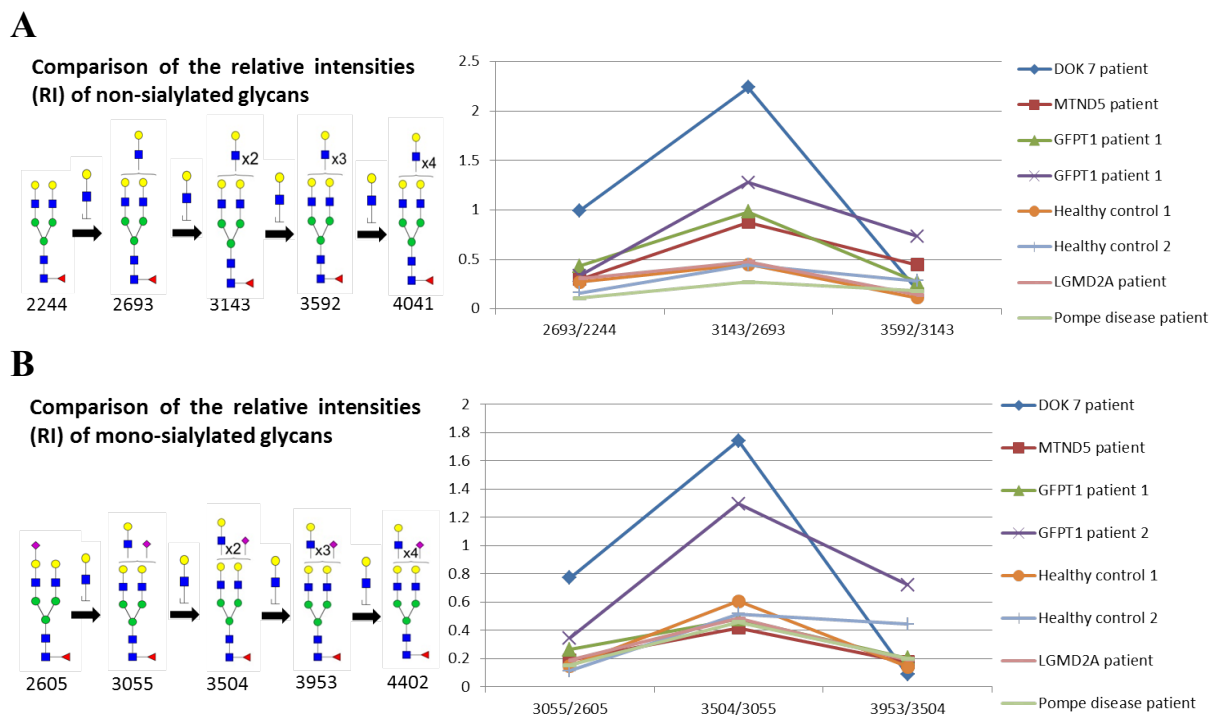 A
Comparison of the relative intensities
(RI) of non-sialylated glycans
x2
x3
x4
2244
2693
3143
3592
4041
2.5
2
1.5
1
0.5
0
2693/2244
3143/2693
3592/3143
DOK 7 patient
MTND5 patient
GFPT1 patient 1
GFPT1 patient 1
Healthy control 1
Healthy control 2
LGMD2A patient
Pompe disease patient
B
Comparison of the relative intensities
(RI) of mono-sialylated glycans
x2
x3
x4
2605
3055
3504
3953
4402
2
1.8
1.6
1.4
1.2
1
0.8
0.6
0.4
0.2
0
3055/2605
3504/3055
3953/3504
DOK 7 patient
MTND5 patient
GFPT1 patient 1
GFPT1 patient 2
Healthy control 1
Healthy control 2
LGMD2A patient
Pompe disease patient